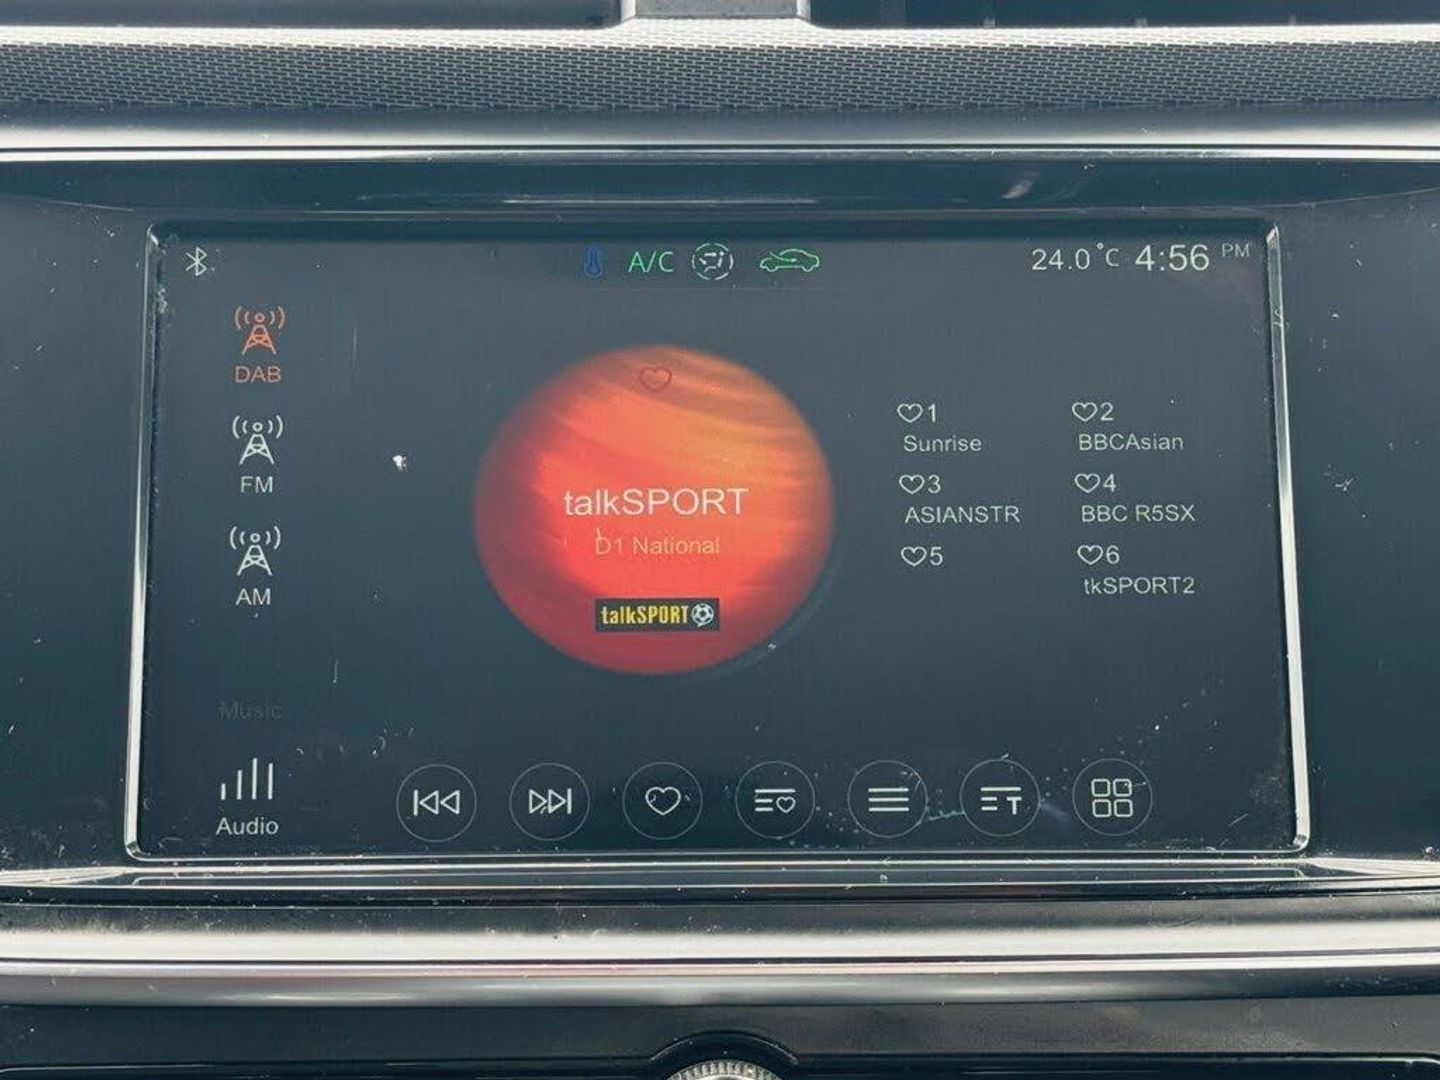 A/C
24.0°C 4:56 PM
DAB
FM
AM
Music
Audio
talkSPORT
D1 National
talkSPORT
1
Sunrise
2
BBCAsian
3
ASIANSTR
4
BBC R5SX
5
6
tkSPORT2
T